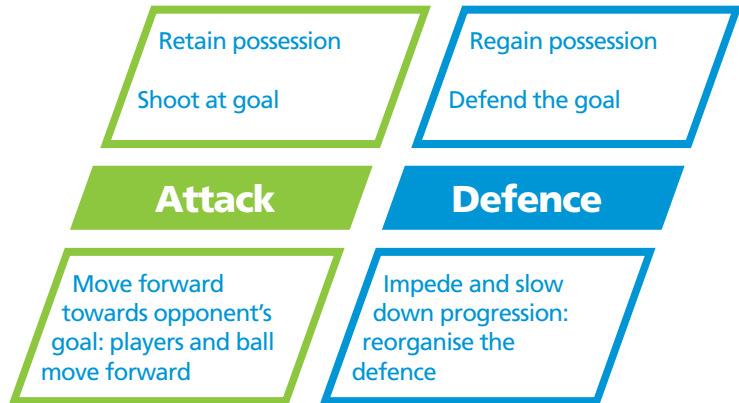 Retain possession
Shoot at goal
Regain possession
Defend the goal
Attack
Defence
Move forward
towards opponent's
goal: players and ball
move forward
Impede and slow
down progression:
reorganise the
defence